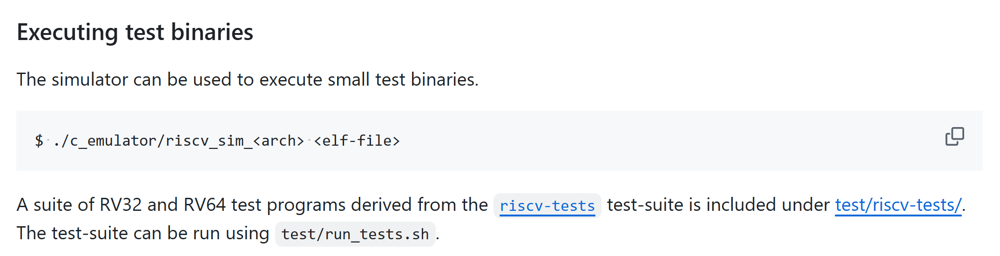 Executing test binaries
The simulator can be used to execute small test binaries.
$ ./c_emulator/riscv_sim_<arch> <elf-file>
A suite of RV32 and RV64 test programs derived from the riscv-tests test-suite is included under test/riscv-tests/.
The test-suite can be run using test/run_tests.sh.